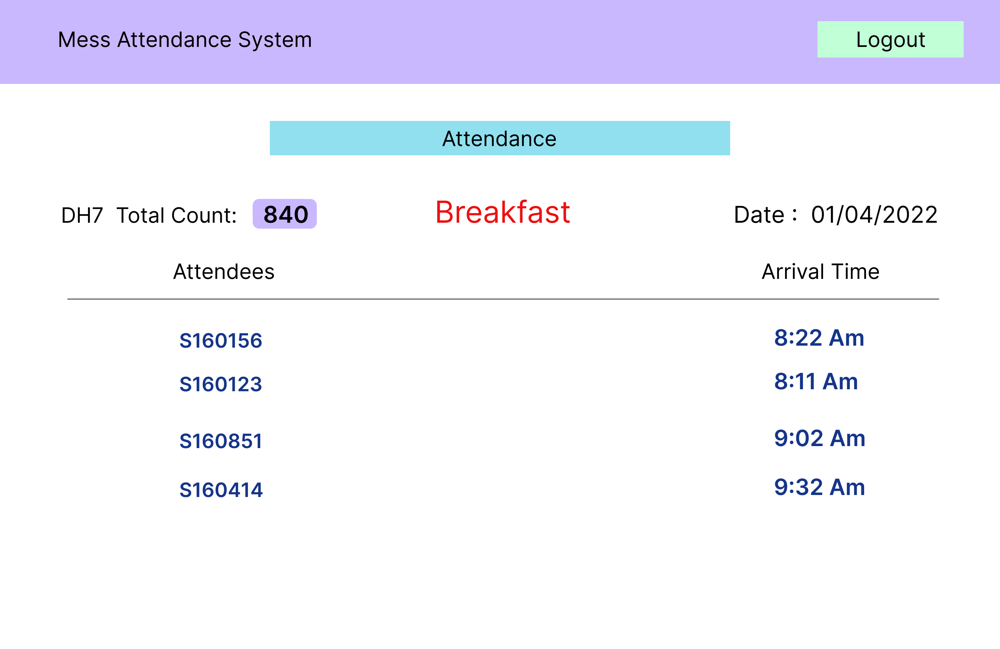 Mess Attendance System Logout
Attendance
DH7 Total Count: 840 Breakfast Date : 01/04/2022
Attendees Arrival Time
S160156 8:22 Am
S160123 8:11 Am
S160851 9:02 Am
S160414 9:32 Am